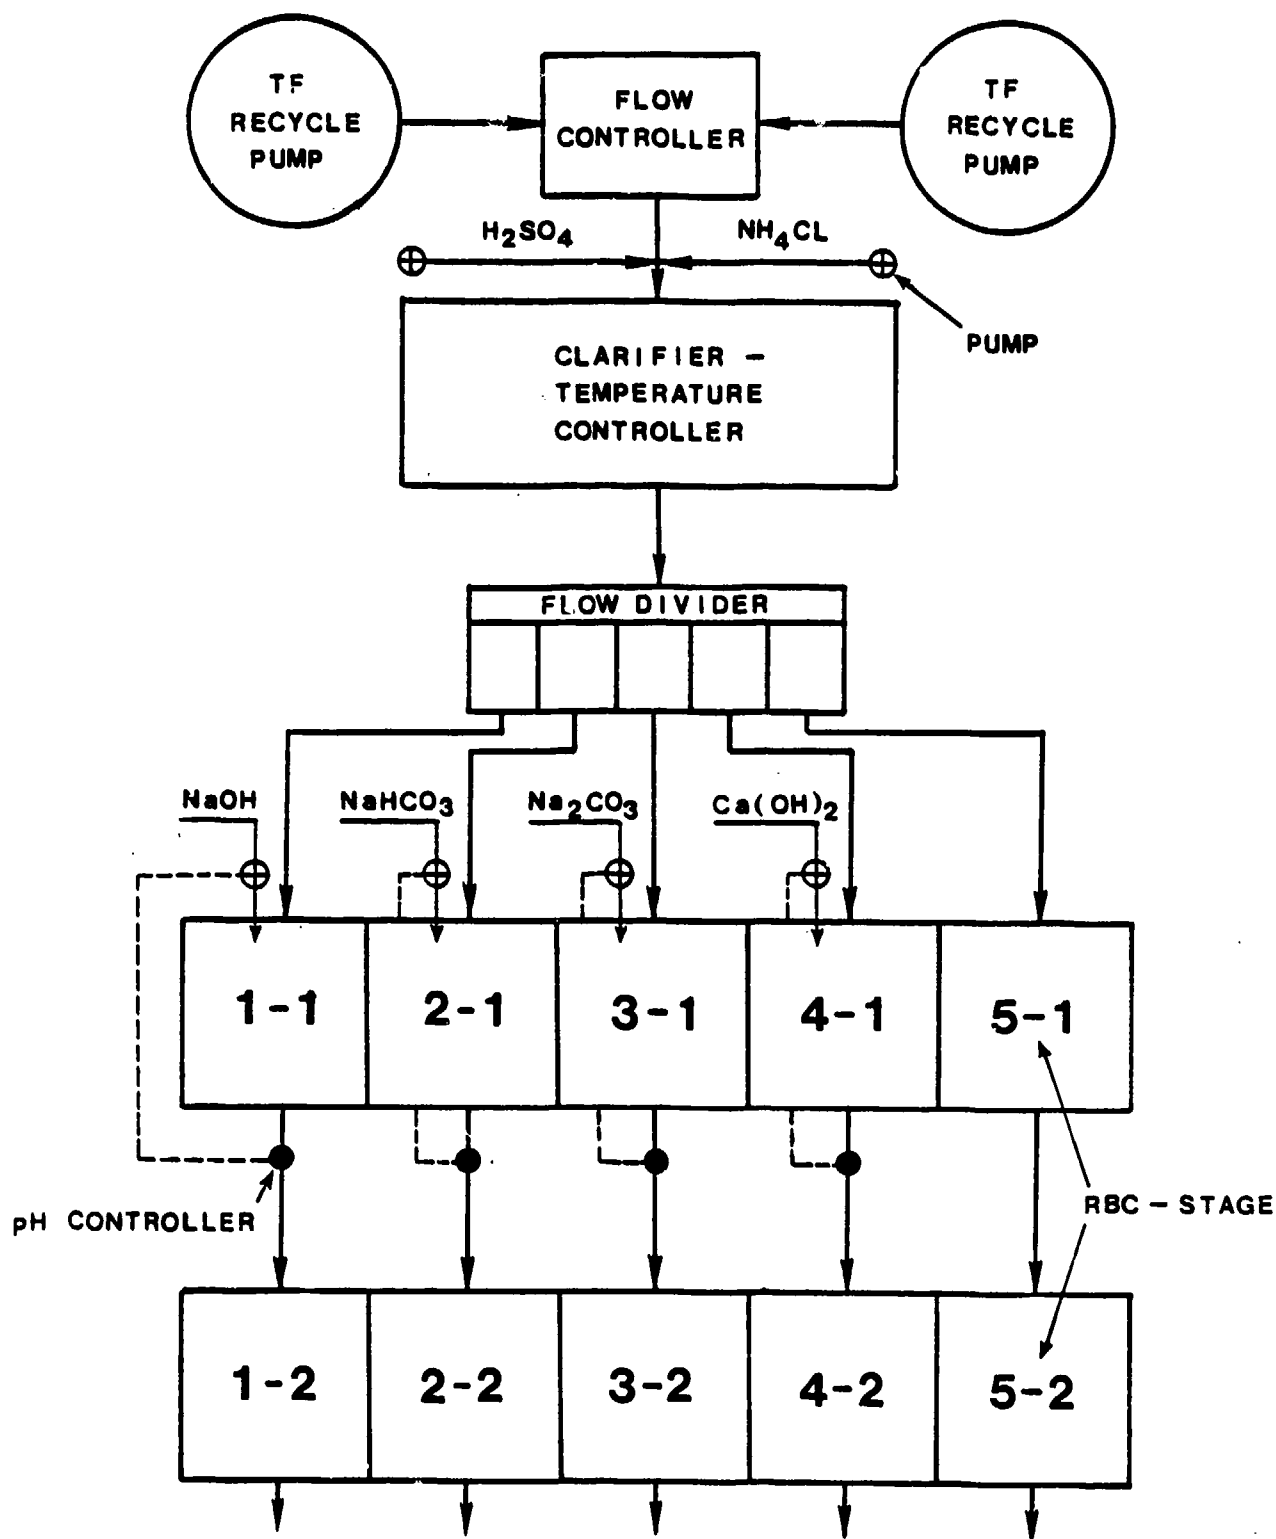 TF
RECYCLE
PUMP
FLOW
CONTROLLER
TF
RECYCLE
PUMP
H2SO4
NH4CL
PUMP
CLARIFIER -
TEMPERATURE
CONTROLLER
FLOW DIVIDER
NaOH
NaHCO3
Na2CO3
Ca(OH)2
1-1
2-1
3-1
4-1
5-1
pH CONTROLLER
RBC - STAGE
1-2
2-2
3-2
4-2
5-2